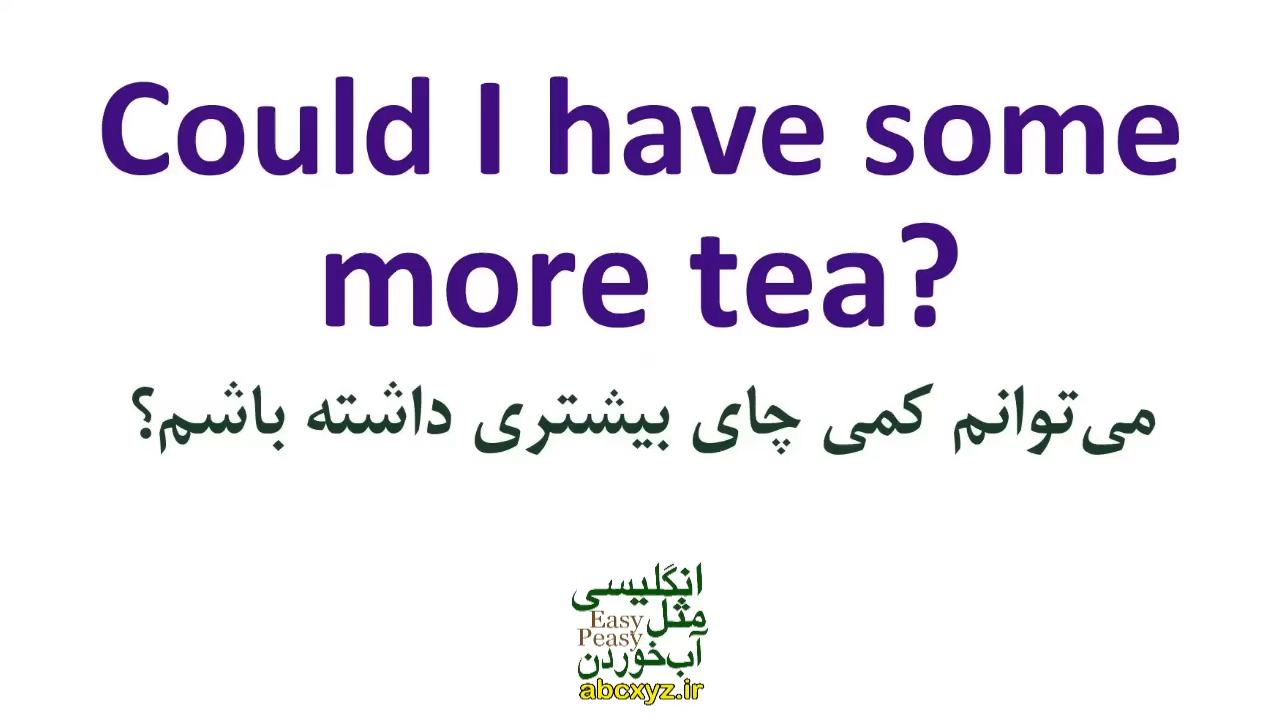 Could I have some
more tea?
می‌توانم کمی چای بیشتری داشته باشم؟
انگلیسی
مثل
Easy
Peasy
آب‌خوردن
abcxyz.ir